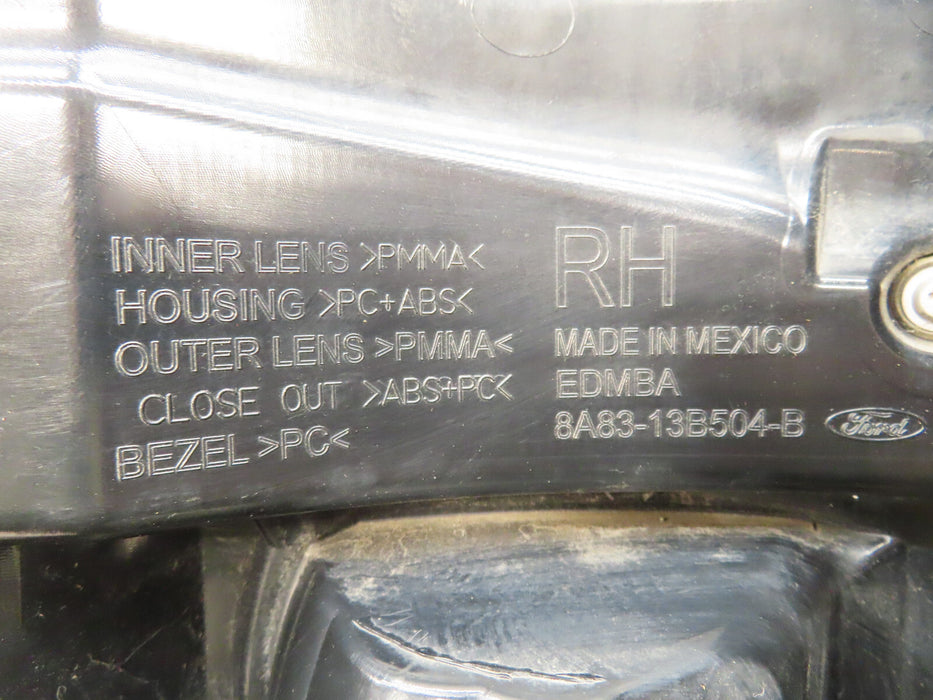 INNER LENS >PMMA<
HOUSING >PC+ABS<
OUTER LENS >PMMA<
CLOSE OUT >ABS+PC<
BEZEL >PC<
RH
MADE IN MEXICO
EDMBA
8A83-13B504-B Ford